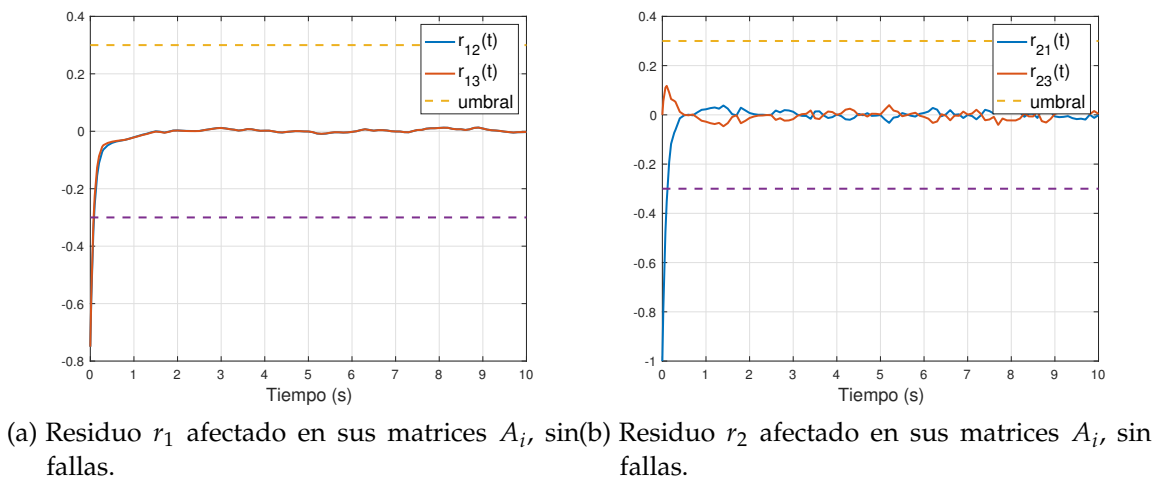 0.4
0.2
0
-0.2
-0.4
-0.6
-0.8
0 1 2 3 4 5 6 7 8 9 10
Tiempo (s)
r12(t)
r13(t)
umbral
0.4
0.2
0
-0.2
-0.4
-0.6
-0.8
-1
0 1 2 3 4 5 6 7 8 9 10
Tiempo (s)
r21(t)
r23(t)
umbral
(a) Residuo r1 afectado en sus matrices Ai, sin
fallas.
(b) Residuo r2 afectado en sus matrices Ai, sin
fallas.